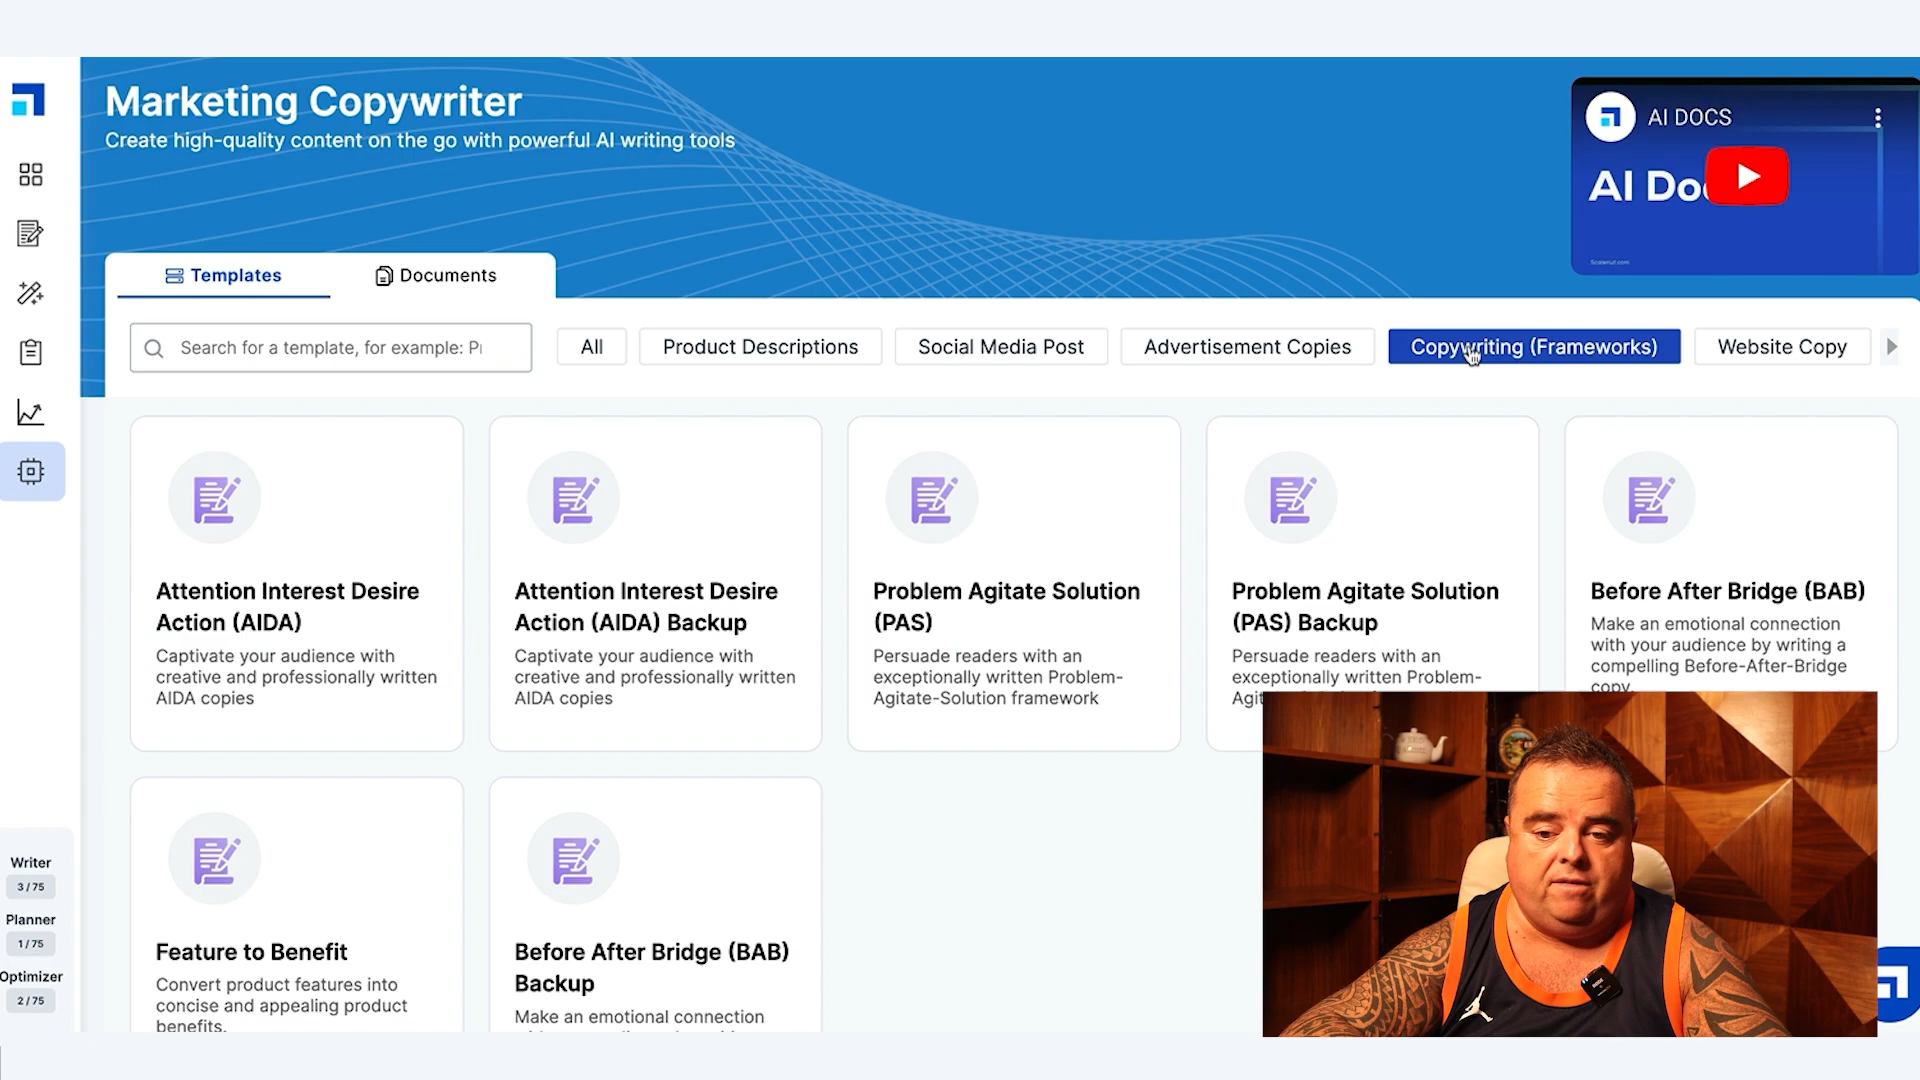 Marketing Copywriter
Create high-quality content on the go with powerful AI writing tools
AI DOCS
AI Do
Scalenut.com
Templates
Documents
Search for a template, for example: P
All
Product Descriptions
Social Media Post
Advertisement Copies
Copywriting (Frameworks)
Website Copy
Attention Interest Desire
Action (AIDA)
Captivate your audience with
creative and professionally written
AIDA copies
Attention Interest Desire
Action (AIDA) Backup
Captivate your audience with
creative and professionally written
AIDA copies
Problem Agitate Solution
(PAS)
Persuade readers with an
exceptionally written Problem-
Agitate-Solution framework
Problem Agitate Solution
(PAS) Backup
Persuade readers with an
exceptionally written Problem-
Agit
Before After Bridge (BAB)
Make an emotional connection
with your audience by writing a
compelling Before-After-Bridge
copy.
Feature to Benefit
Convert product features into
concise and appealing product
benefits.
Before After Bridge (BAB)
Backup
Make an emotional connection
Writer
3 / 75
Planner
1 / 75
Optimizer
2 / 75